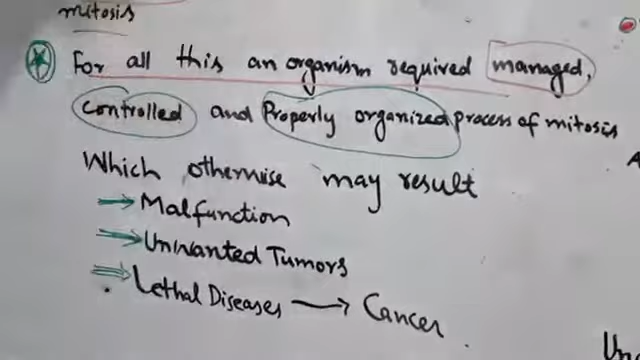 mitosis
For all this an organism required managed,
controlled and Properly organized process of mitosis
Which otherwise may result
→ Malfunction
→ Unwanted Tumors
⇒ Lethal Diseases → Cancer